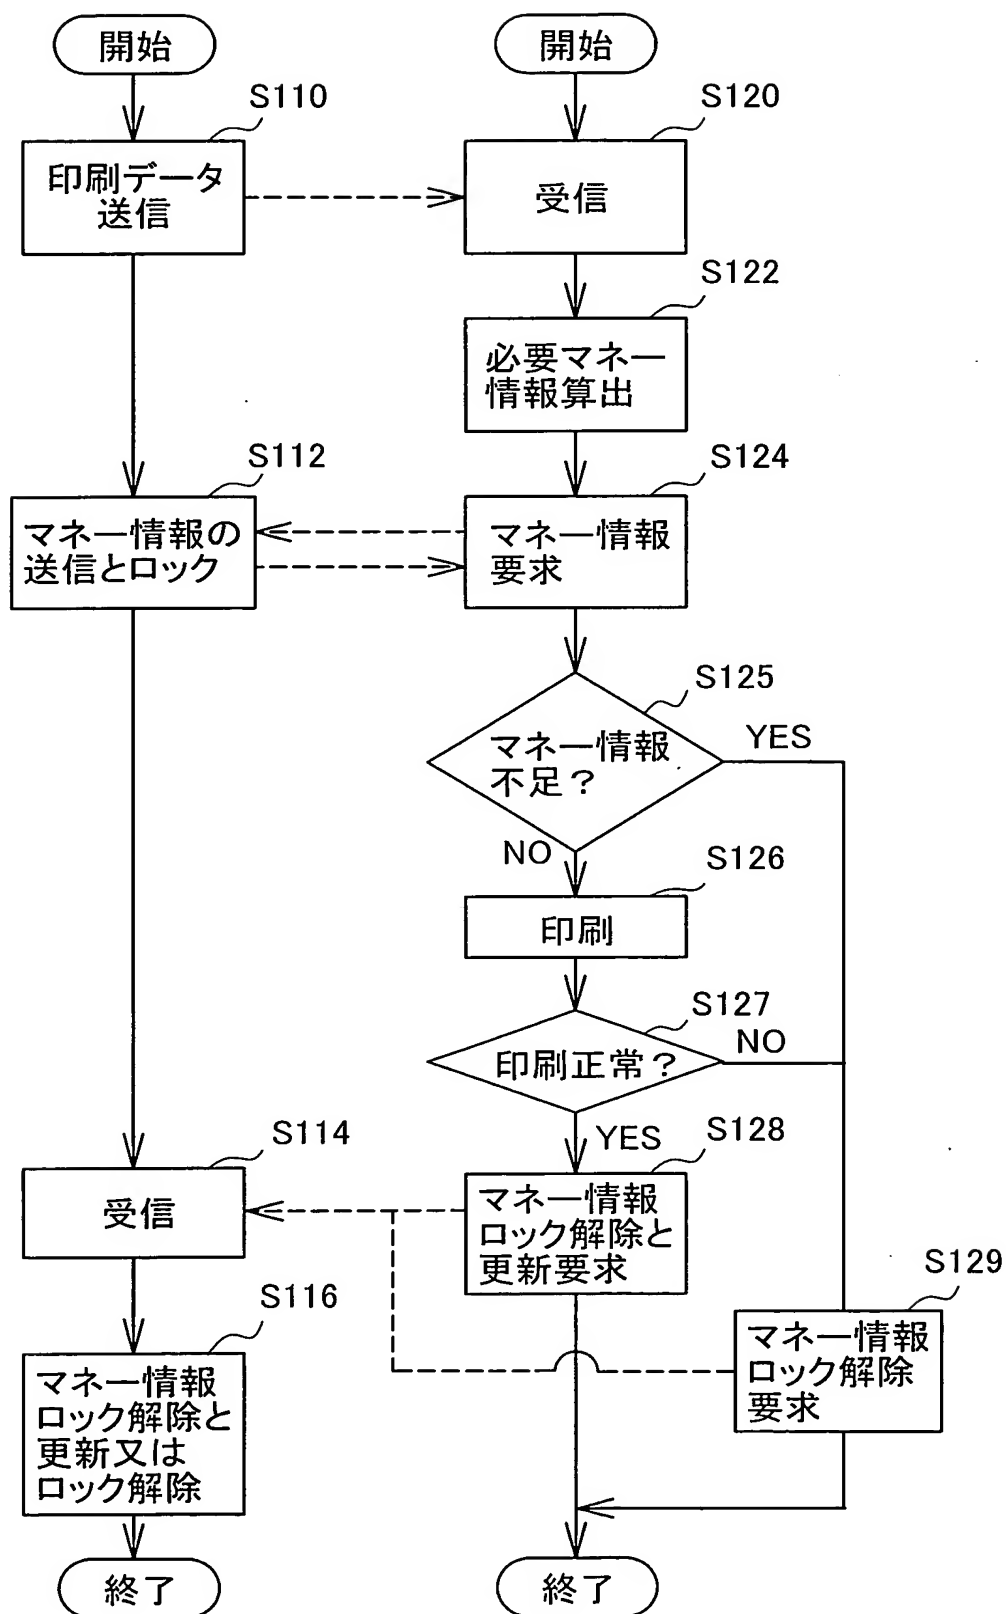 開始
開始
S110
S120
印刷データ
送信
受信
S122
必要マネー
情報算出
S112
S124
マネー情報の
送信とロック
マネー情報
要求
S125
マネー情報
不足?
YES
NO
S126
印刷
S127
印刷正常?
NO
YES
S114
S128
受信
マネー情報
ロック解除と
更新要求
S116
S129
マネー情報
ロック解除と
更新又は
ロック解除
マネー情報
ロック解除
要求
終了
終了